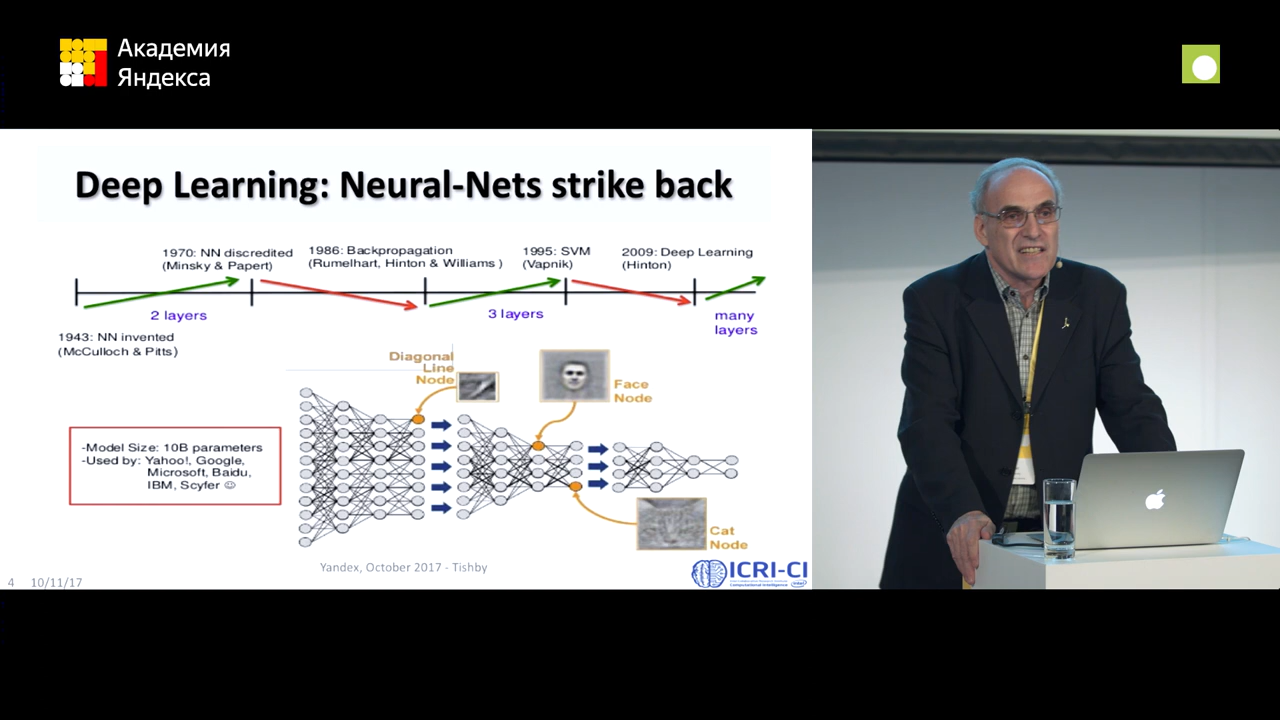 Академия
Яндекса
Deep Learning: Neural-Nets strike back
1970: NN discredited
(Minsky & Papert)
1986: Backpropagation
(Rumelhart, Hinton & Williams )
1995: SVM
(Vapnik)
2009: Deep Learning
(Hinton)
2 layers
3 layers
many
layers
1943: NN invented
(McCulloch & Pitts)
Diagonal
Line
Node
Face
Node
-Model Size: 10B parameters
-Used by: Yahoo!, Google,
Microsoft, Baidu,
IBM, Scyfer ☺
Cat
Node
Yandex, October 2017 - Tishby
4 10/11/17
ICRI-CI